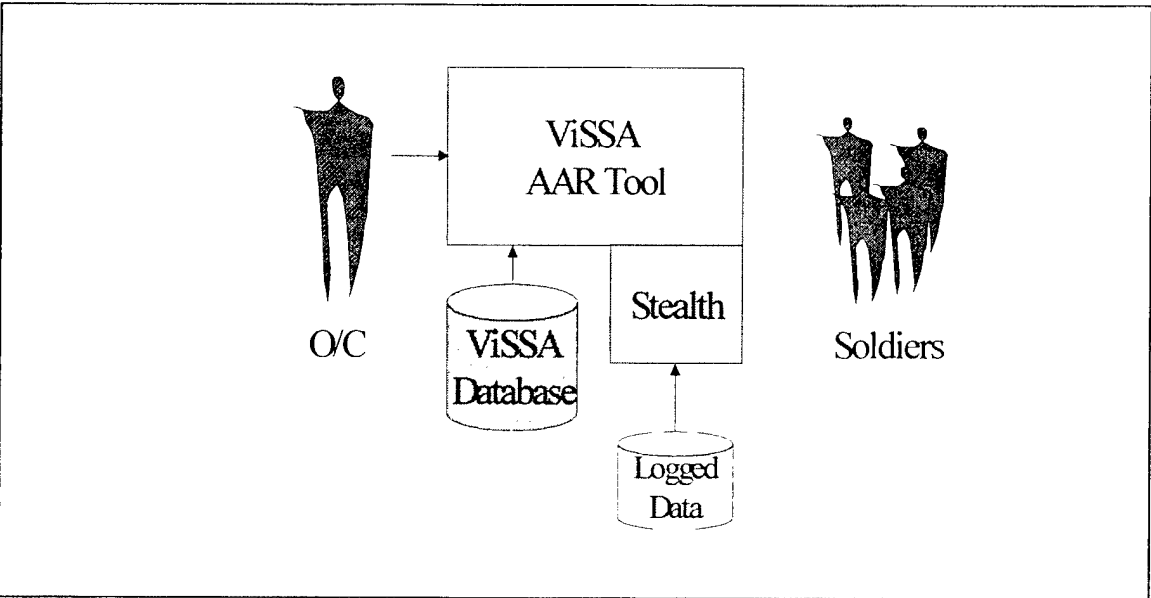 ViSSA
AAR Tool
Stealth
O/C
ViSSA
Database
Soldiers
Logged
Data